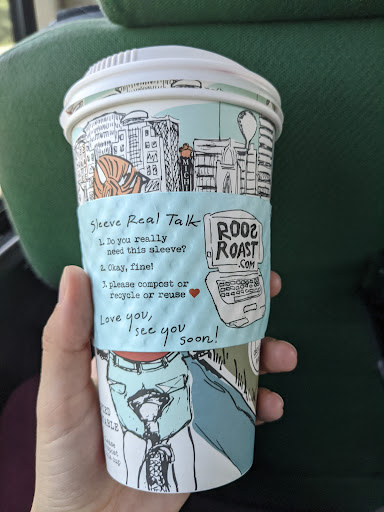 Sleeve Real Talk
1. Do you really
need this sleeve?
2. Okay, fine!
3. please compost or
recycle or reuse ❤
Love you,
see you
soon!
ROOS
ROAST
.COM